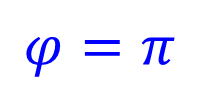 φ = π